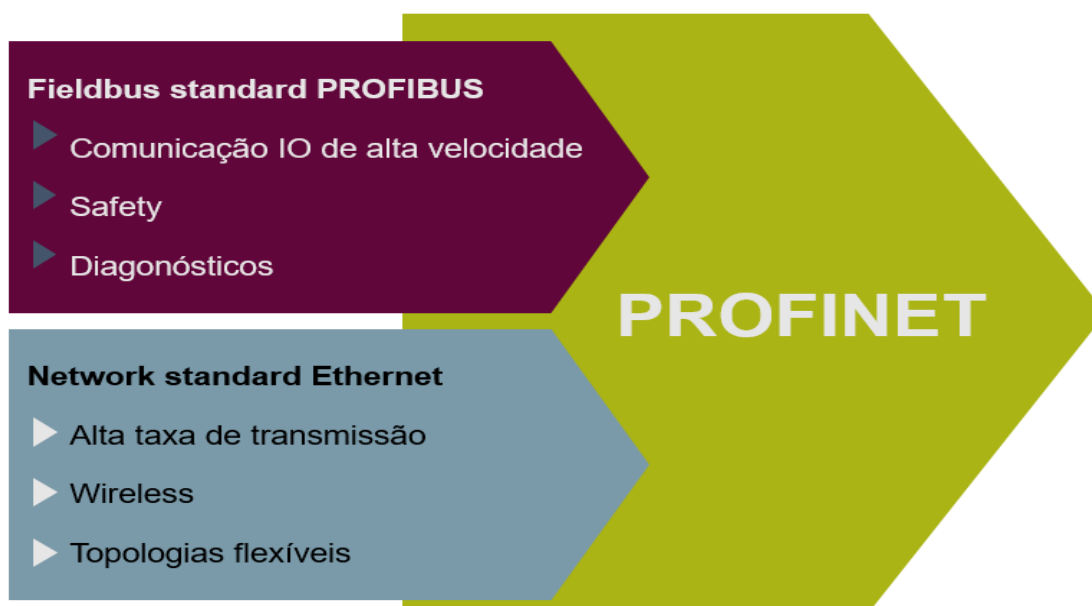 Fieldbus standard PROFIBUS
Comunicação IO de alta velocidade
Safety
Diagonósticos
PROFINET
Network standard Ethernet
Alta taxa de transmissão
Wireless
Topologias flexíveis